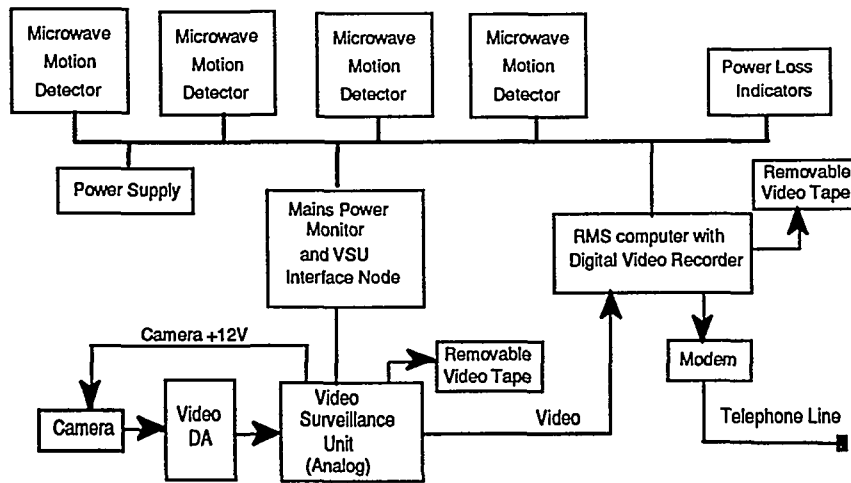 Microwave
Motion
Detector
Microwave
Motion
Detector
Microwave
Motion
Detector
Microwave
Motion
Detector
Power Loss
Indicators
Power Supply
Mains Power
Monitor
and VSU
Interface Node
RMS computer with
Digital Video Recorder
Removable
Video Tape
Camera +12V
Removable
Video Tape
Modem
Camera
Video
DA
Video
Surveillance
Unit
(Analog)
Video
Telephone Line